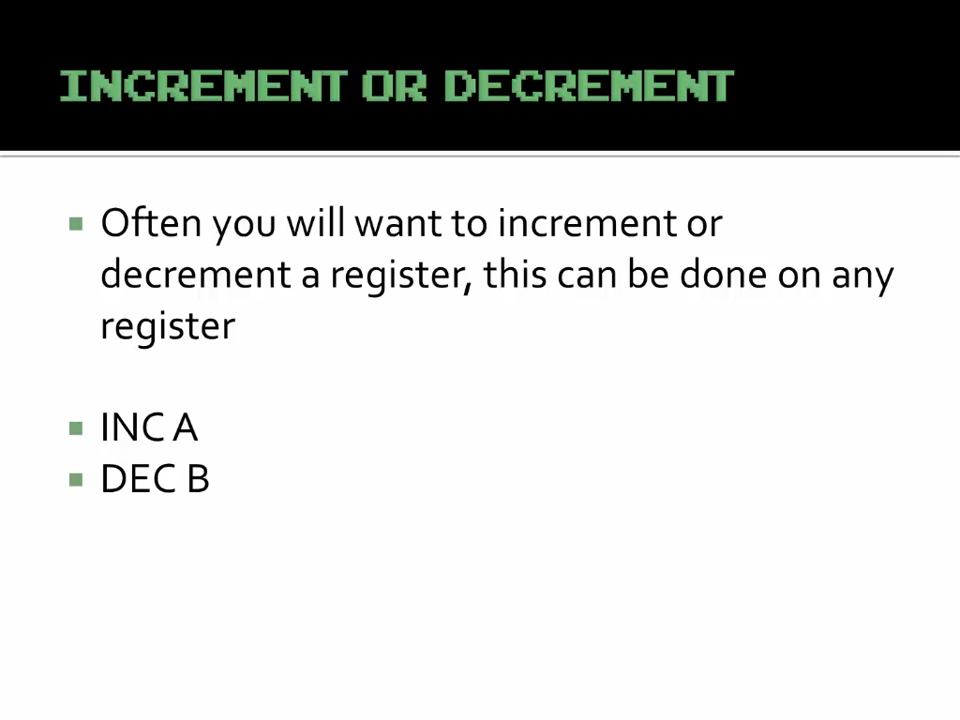 INCREMENT OR DECREMENT
Often you will want to increment or
decrement a register, this can be done on any
register
INC A
DEC B